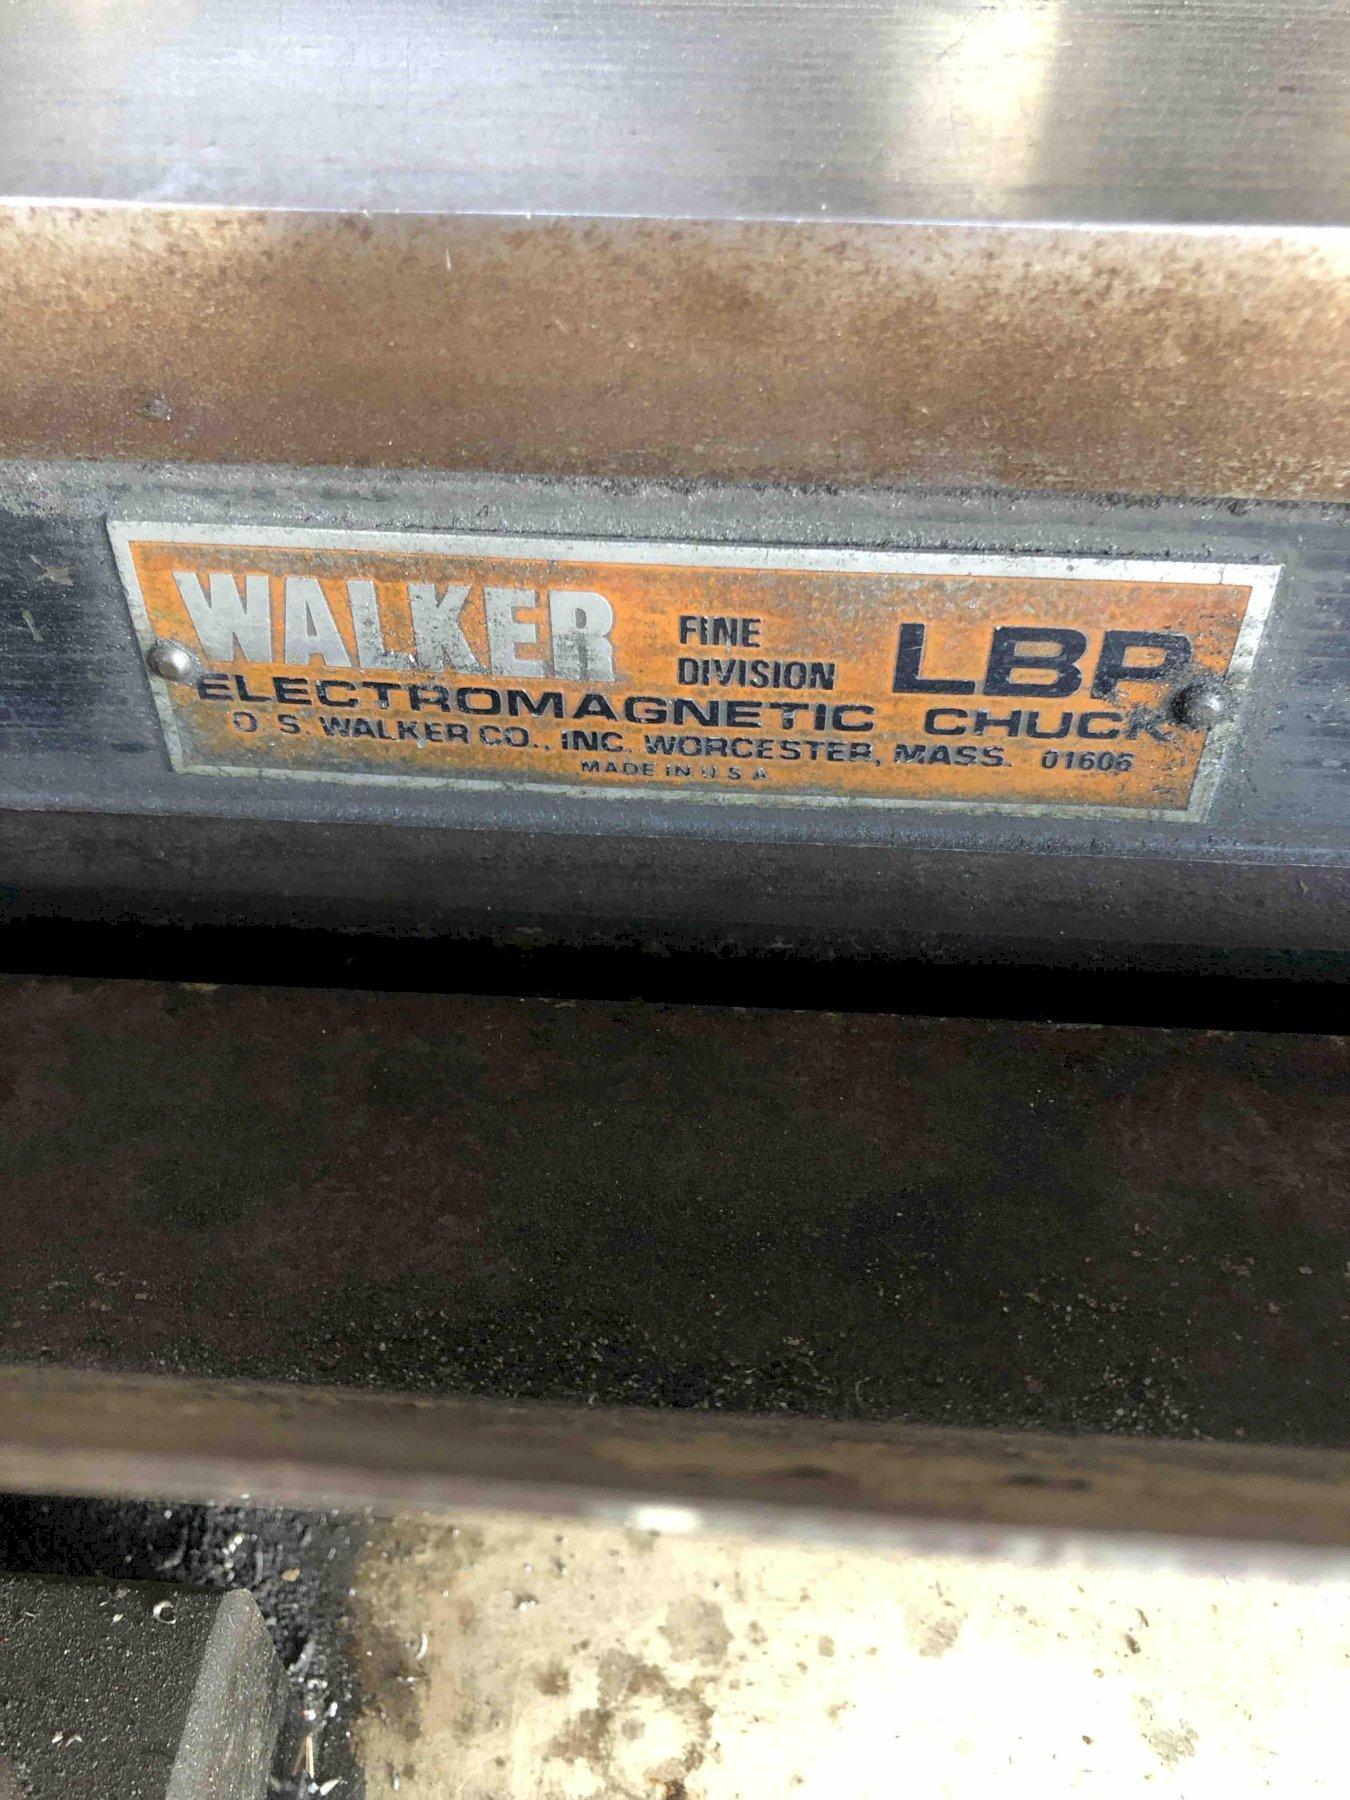 WALKER FINE DIVISION LBP
ELECTROMAGNETIC CHUCK
O. S. WALKER CO., INC. WORCESTER, MASS. 01606
MADE IN U.S.A.